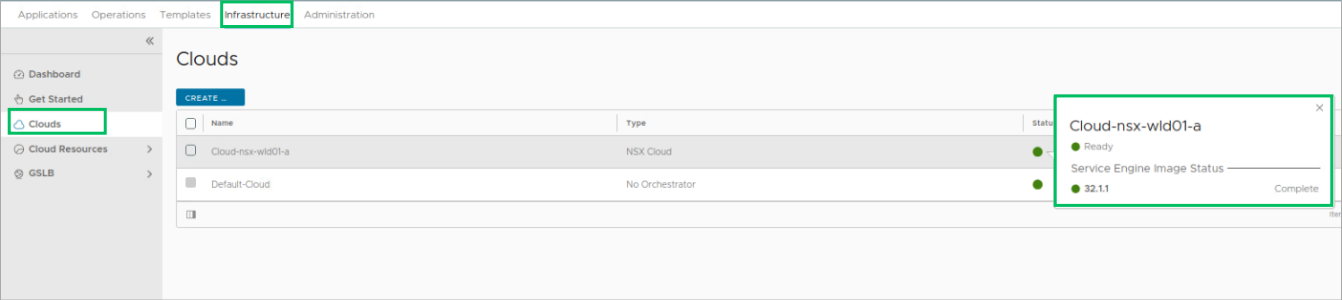 Applications Operations Templates Infrastructure Administration
Dashboard
Get Started
Clouds
Cloud Resources
GSLB
Clouds
CREATE
Name Type
Cloud-nsx-wld01-a NSX Cloud
Default-Cloud No Orchestrator
Cloud-nsx-wld01-a
Ready
Service Engine Image Status
32.1.1 Complete